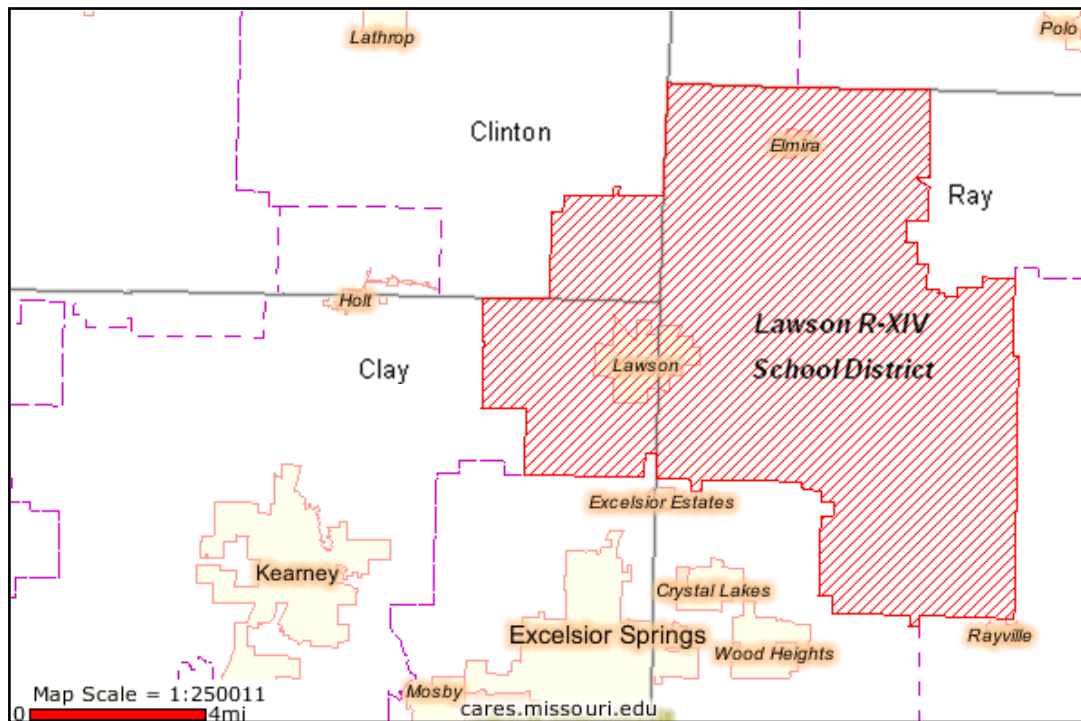 Lathrop
Polo
Clinton
Elmira
Ray
Holt
Lawson R-XIV
School District
Clay
Lawson
Excelsior Estates
Kearney
Crystal Lakes
Excelsior Springs
Wood Heights
Rayville
Mosby
Map Scale = 1:250011
0 4mi
cares.missouri.edu